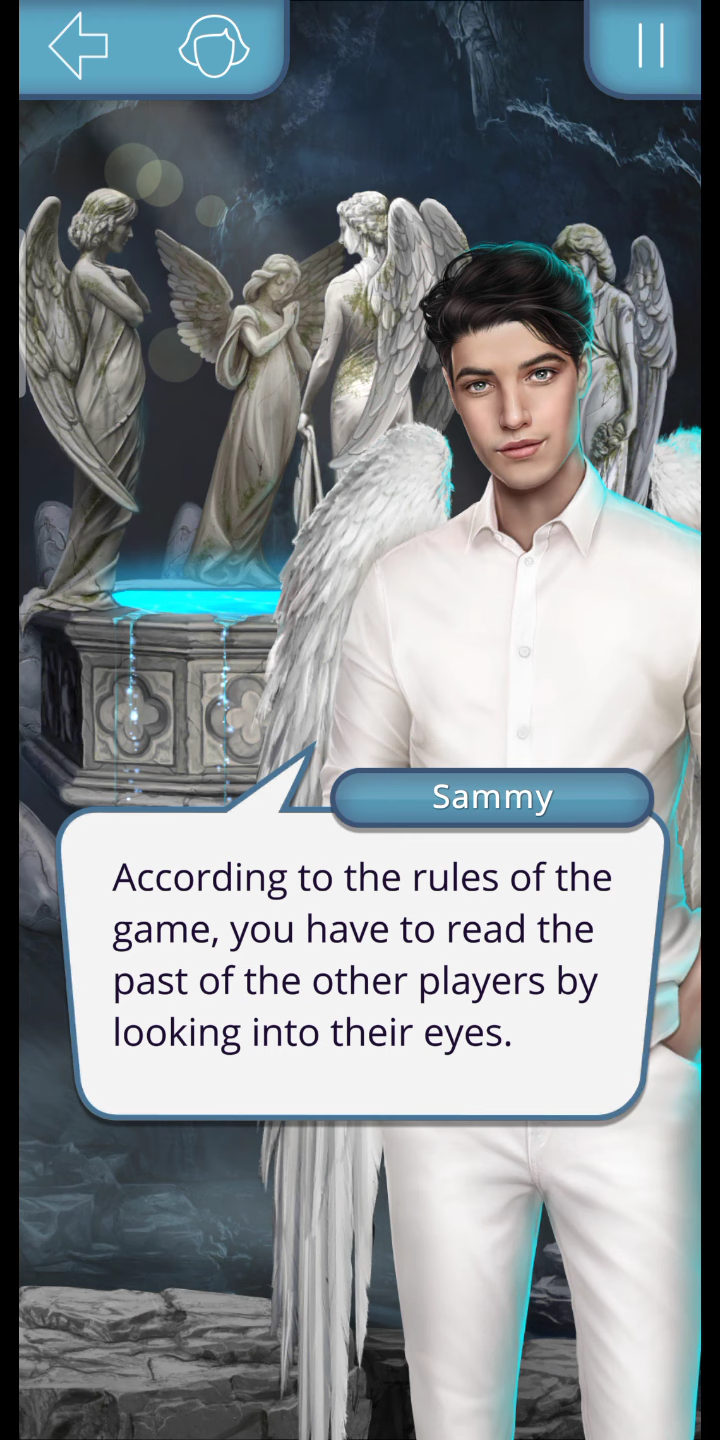 Sammy
According to the rules of the
game, you have to read the
past of the other players by
looking into their eyes.